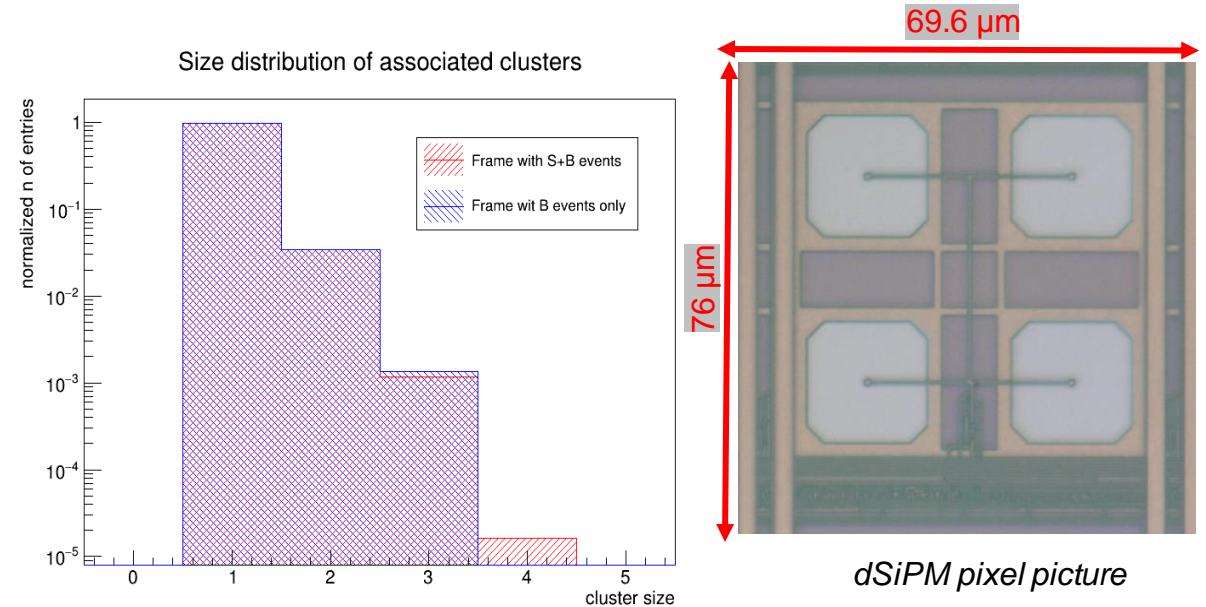 Size distribution of associated clusters
normalized n of entries
1
10⁻¹
10⁻²
10⁻³
10⁻⁴
10⁻⁵
Frame with S+B events
Frame wit B events only
0 1 2 3 4 5
cluster size
69.6 µm
76 µm
dSiPM pixel picture